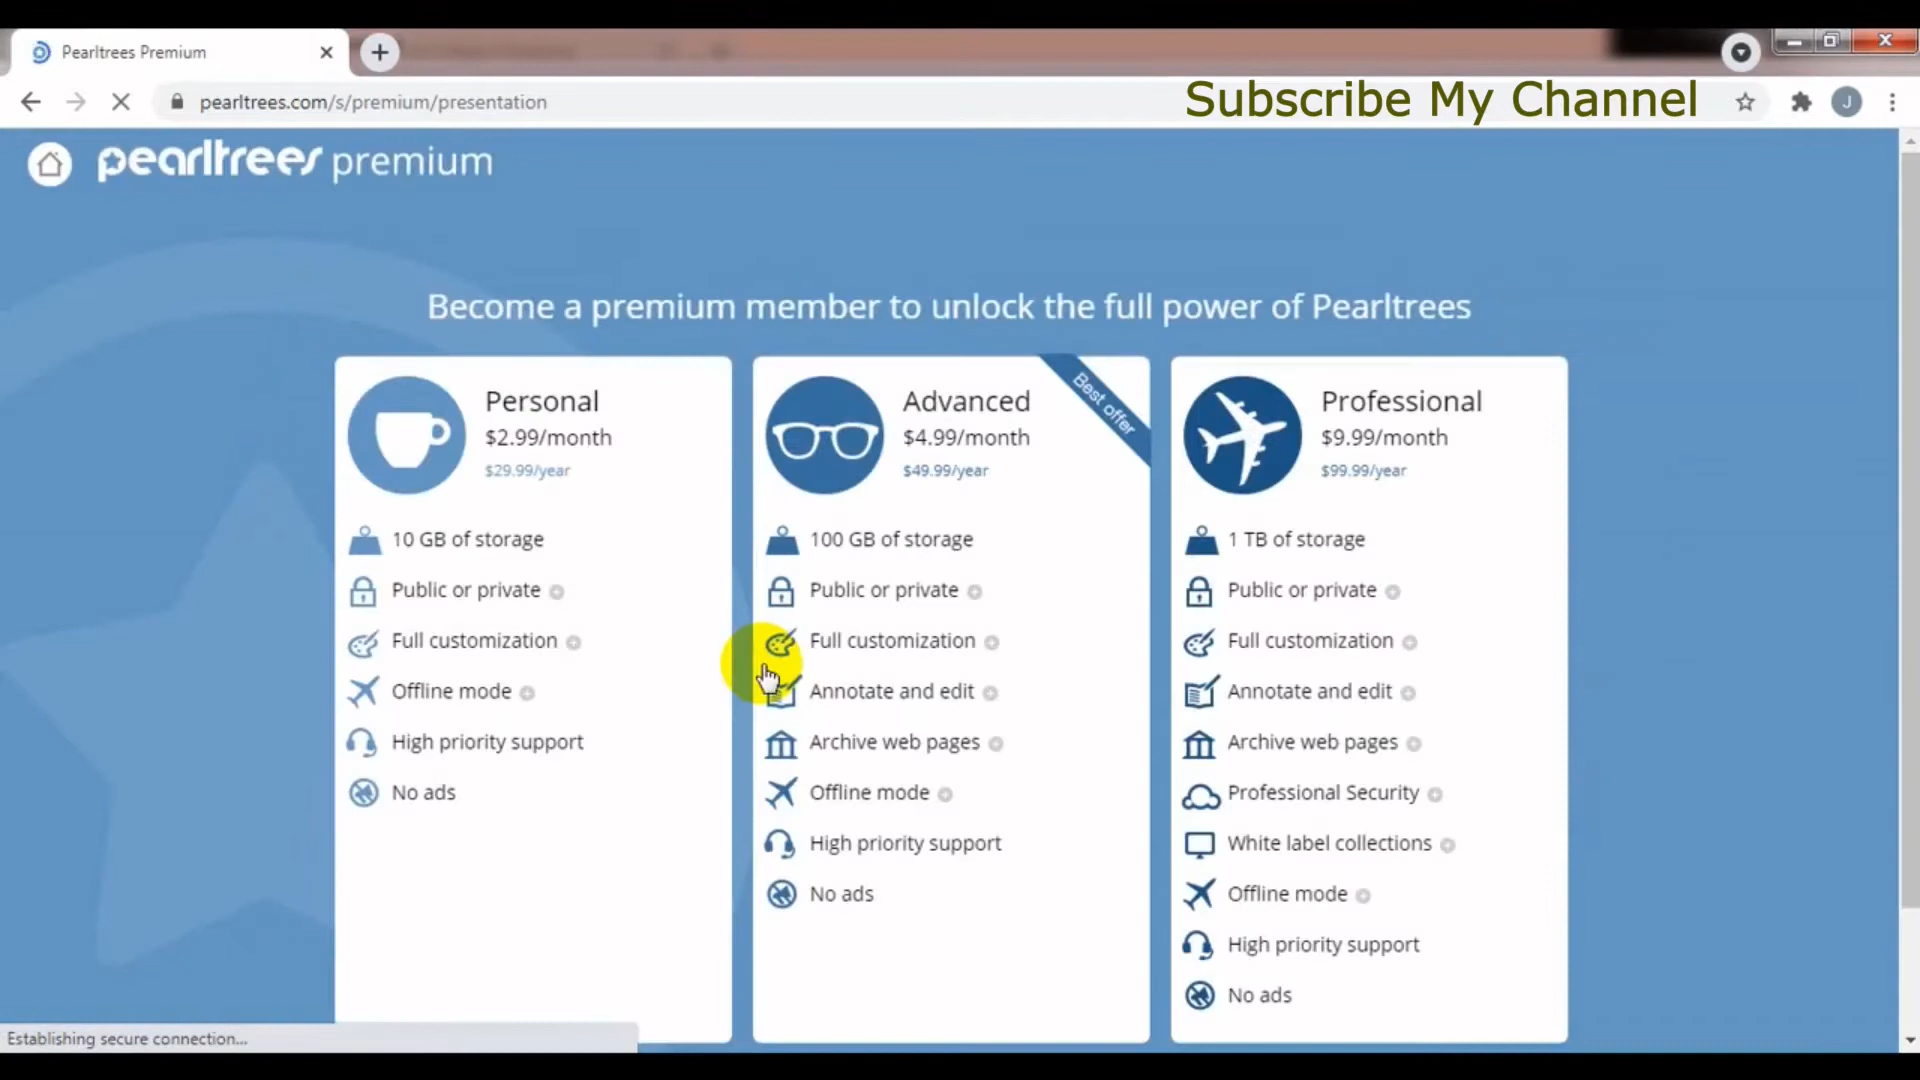 Pearltrees Premium
pearltrees.com/s/premium/presentation
Subscribe My Channel
J
pearltrees premium
Become a premium member to unlock the full power of Pearltrees
Personal
$2.99/month
$29.99/year
10 GB of storage
Public or private
Full customization
Offline mode
High priority support
No ads
Best offer
Advanced
$4.99/month
$49.99/year
100 GB of storage
Public or private
Full customization
Annotate and edit
Archive web pages
Offline mode
High priority support
No ads
Professional
$9.99/month
$99.99/year
1 TB of storage
Public or private
Full customization
Annotate and edit
Archive web pages
Professional Security
White label collections
Offline mode
High priority support
No ads
Establishing secure connection...